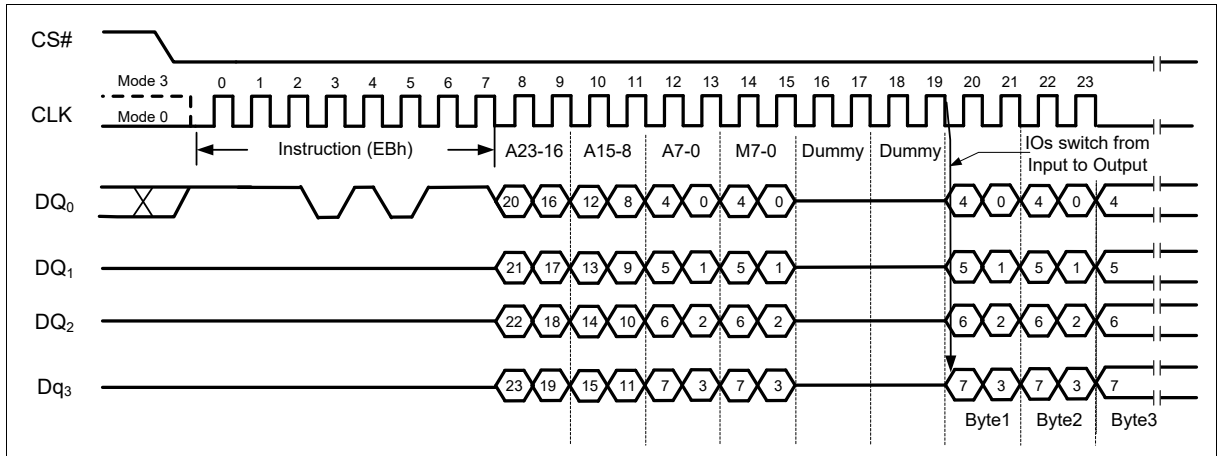 CS#
Mode 3
0 1 2 3 4 5 6 7 8 9 10 11 12 13 14 15 16 17 18 19 20 21 22 23
CLK
Mode 0
Instruction (EBh) A23-16 A15-8 A7-0 M7-0 Dummy Dummy
IOs switch from
Input to Output
DQ0 20 16 12 8 4 0 4 0 4 0 4 0 4
DQ1 21 17 13 9 5 1 5 1 5 1 5 1 5
DQ2 22 18 14 10 6 2 6 2 6 2 6 2 6
Dq3 23 19 15 11 7 3 7 3 7 3 7 3 7
Byte1 Byte2 Byte3